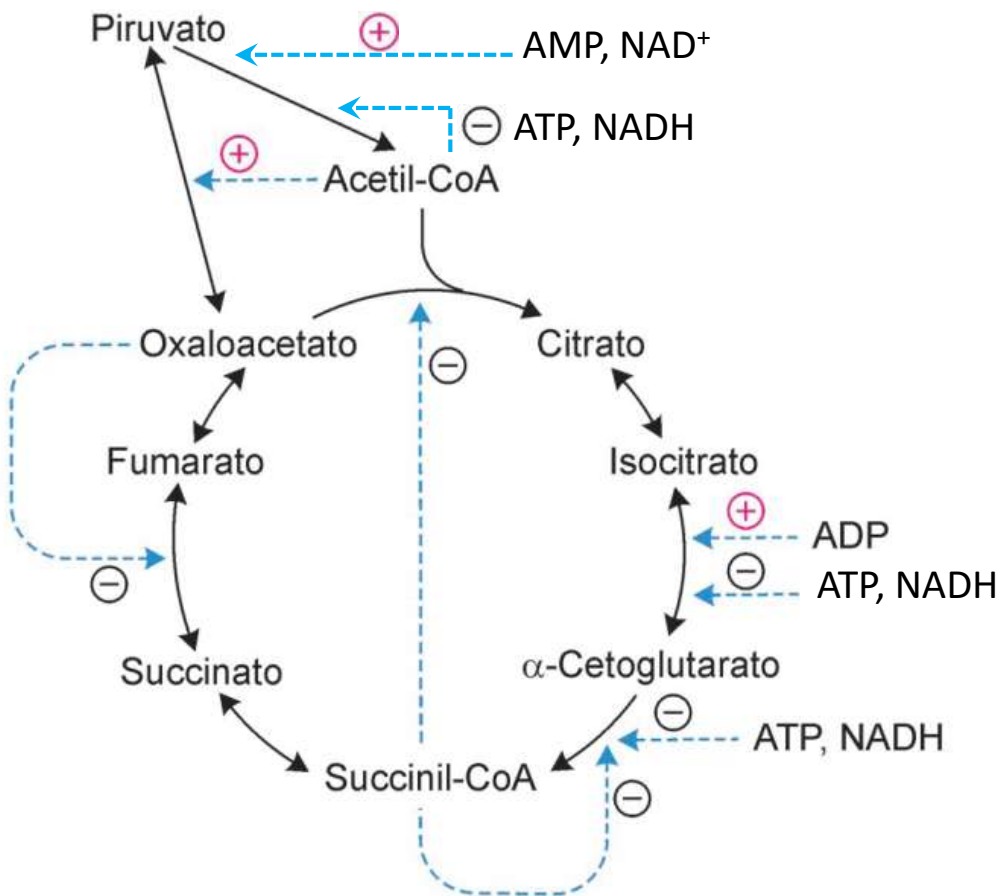 Piruvato
+
AMP, NAD⁺
− ATP, NADH
+
Acetil-CoA
Oxaloacetato
Citrato
−
Fumarato
Isocitrato
+
ADP
−
−
ATP, NADH
Succinato
α-Cetoglutarato
−
ATP, NADH
Succinil-CoA
−